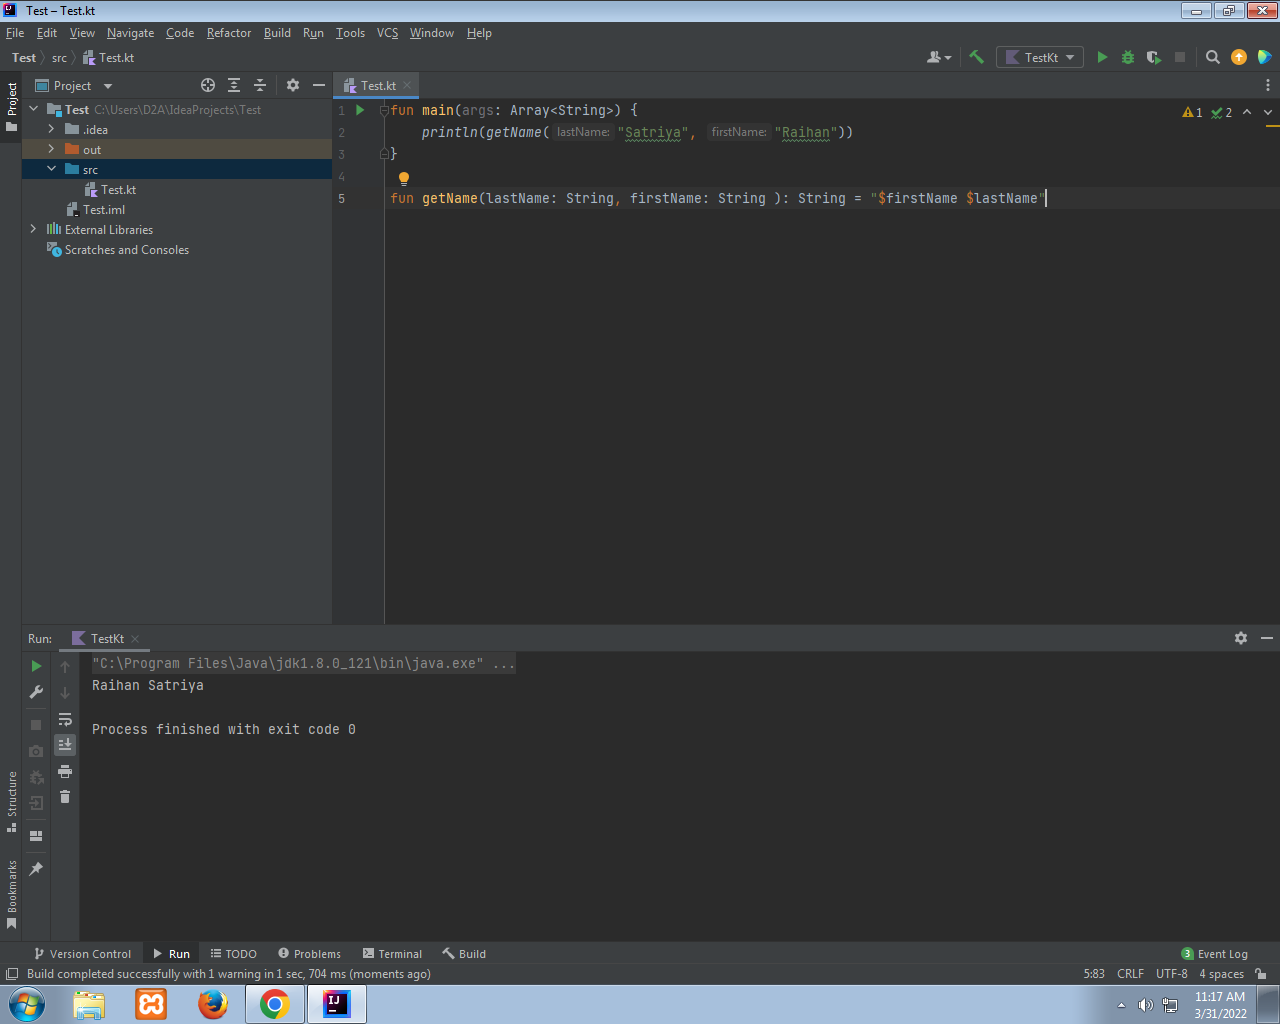 Test – Test.kt
File Edit View Navigate Code Refactor Build Run Tools VCS Window Help
Test src Test.kt
TestKt
Project
Project
Test.kt
Test C:\Users\D2A\IdeaProjects\Test
.idea
out
src
Test.kt
Test.iml
External Libraries
Scratches and Consoles
1 fun main(args: Array<String>) {
2 println(getName( lastName: "Satriya", firstName: "Raihan"))
3 }
4
5 fun getName(lastName: String, firstName: String ): String = "$firstName $lastName"
1 2
Run: TestKt
"C:\Program Files\Java\jdk1.8.0_121\bin\java.exe" ...
Raihan Satriya
Process finished with exit code 0
Structure
Bookmarks
Version Control Run TODO Problems Terminal Build
3 Event Log
Build completed successfully with 1 warning in 1 sec, 704 ms (moments ago)
5:83 CRLF UTF-8 4 spaces
IJ
11:17 AM
3/31/2022